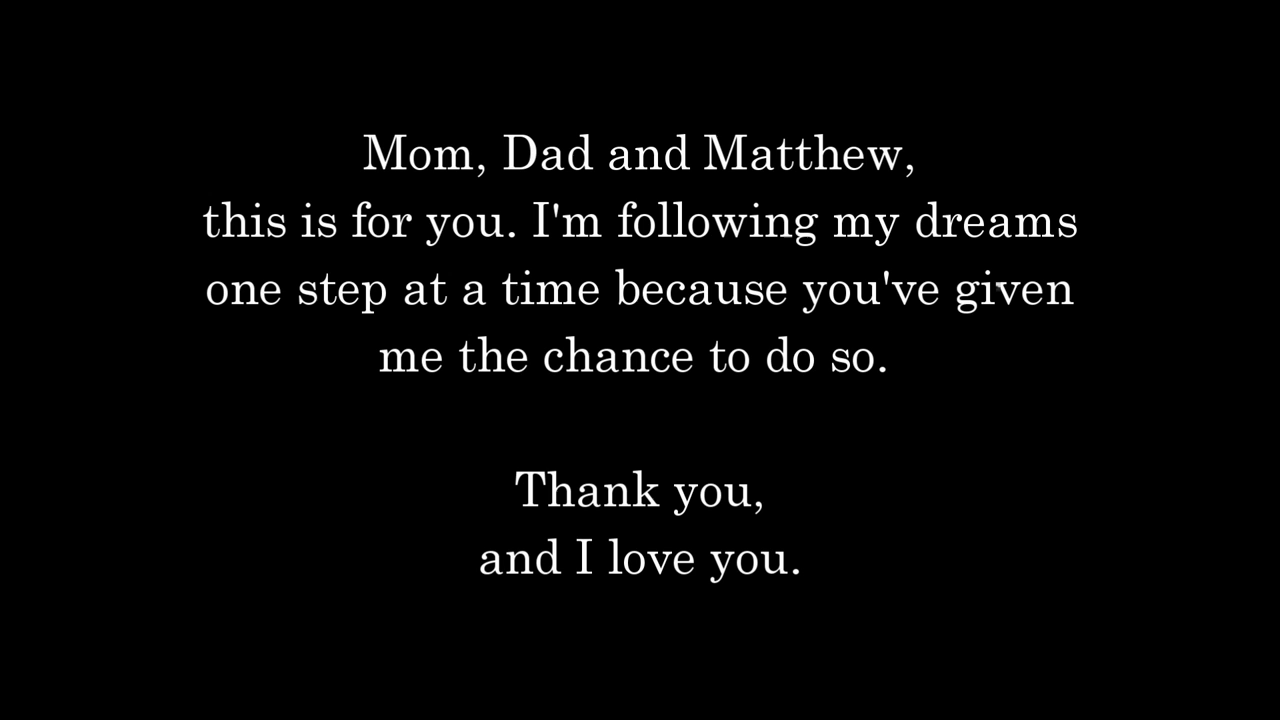 Mom, Dad and Matthew,
this is for you. I'm following my dreams
one step at a time because you've given
me the chance to do so.
Thank you,
and I love you.